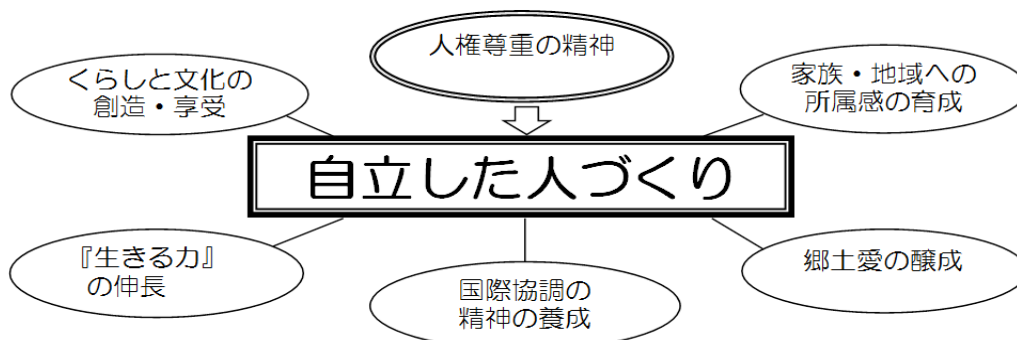 人権尊重の精神
くらしと文化の
創造・享受
家族・地域への
所属感の育成
自立した人づくり
『生きる力』
の伸長
国際協調の
精神の養成
郷土愛の醸成